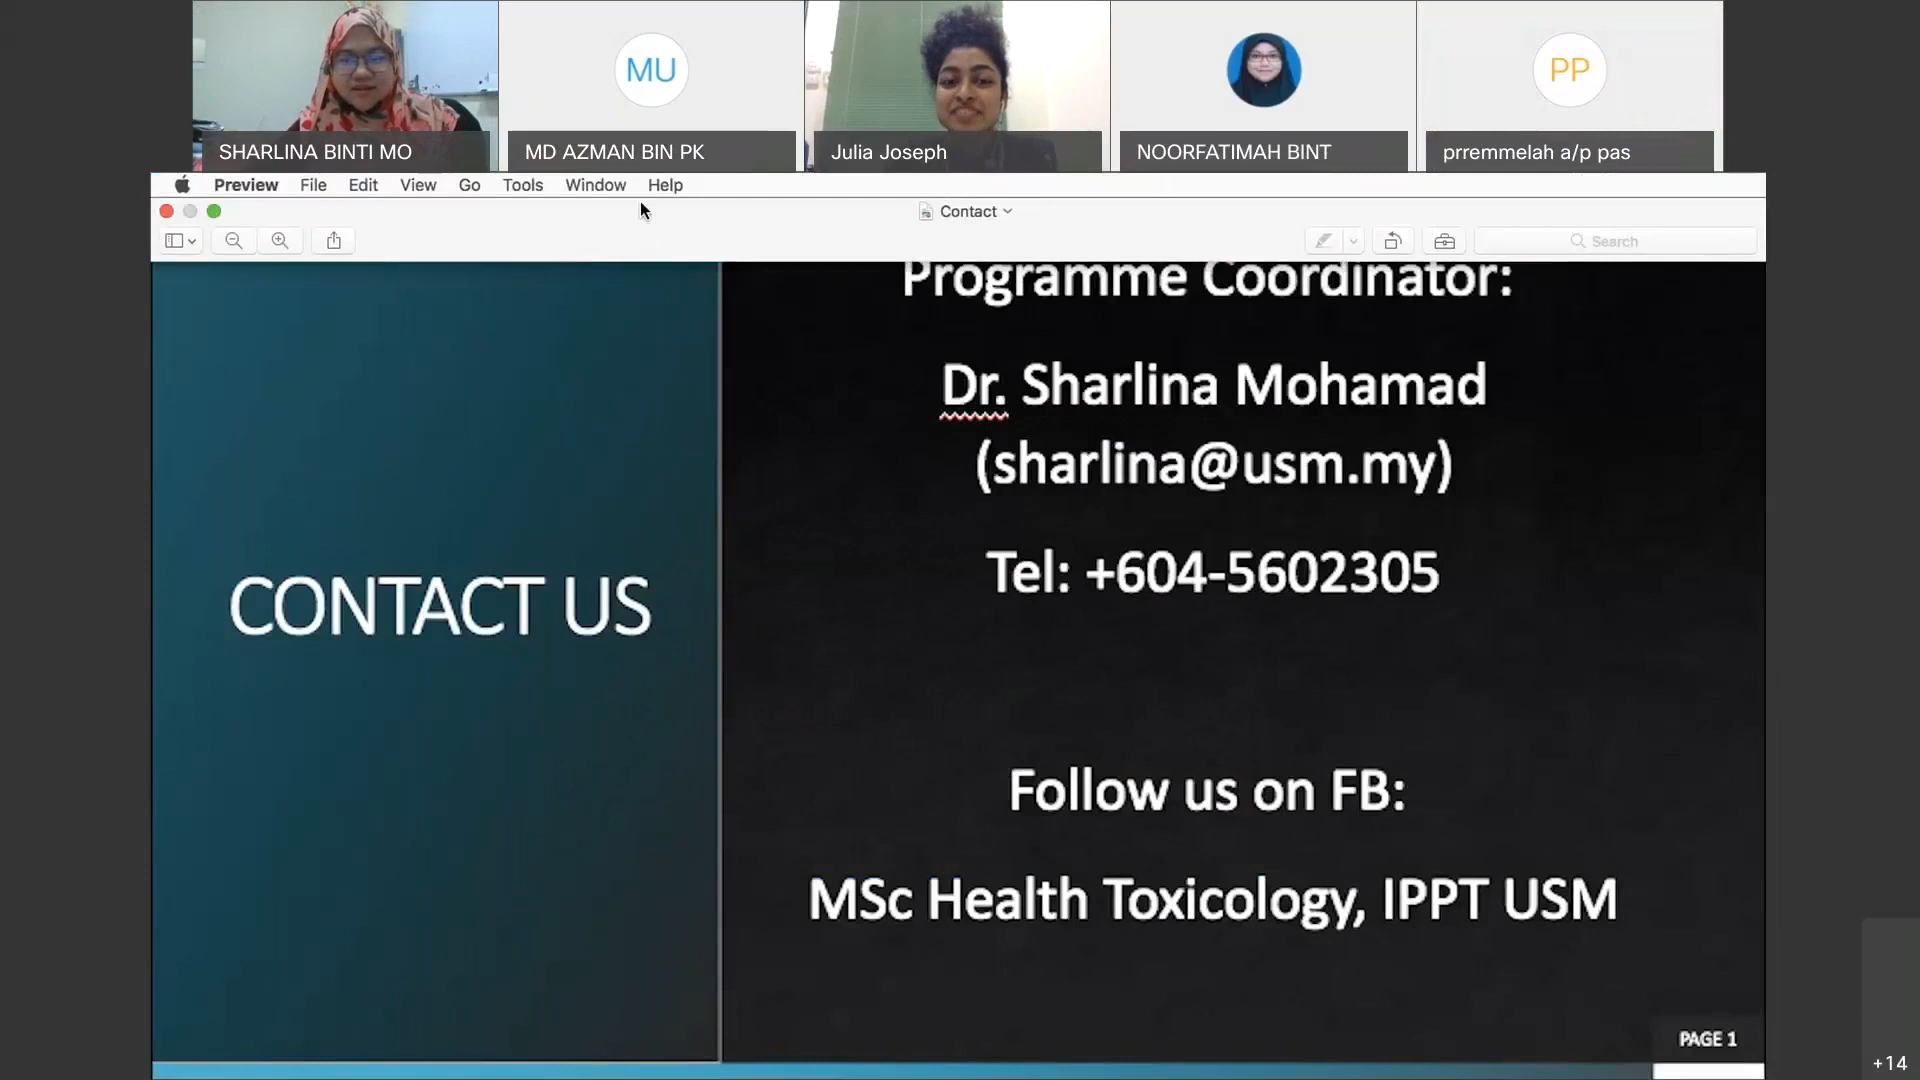 MU
PP
SHARLINA BINTI MO
MD AZMAN BIN PK
Julia Joseph
NOORFATIMAH BINT
prremmelah a/p pas
Preview File Edit View Go Tools Window Help
Contact
Search
Programme Coordinator:
Dr. Sharlina Mohamad
(sharlina@usm.my)
Tel: +604-5602305
CONTACT US
Follow us on FB:
MSc Health Toxicology, IPPT USM
PAGE 1
+14